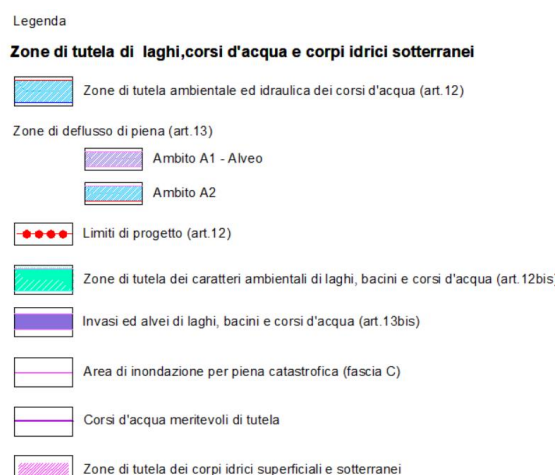 Legenda
Zone di tutela di laghi,corsi d'acqua e corpi idrici sotterranei
Zone di tutela ambientale ed idraulica dei corsi d'acqua (art.12)
Zone di deflusso di piena (art.13)
Ambito A1 - Alveo
Ambito A2
Limiti di progetto (art.12)
Zone di tutela dei caratteri ambientali di laghi, bacini e corsi d'acqua (art.12bis)
Invasi ed alvei di laghi, bacini e corsi d'acqua (art.13bis)
Area di inondazione per piena catastrofica (fascia C)
Corsi d'acqua meritevoli di tutela
Zone di tutela dei corpi idrici superficiali e sotterranei